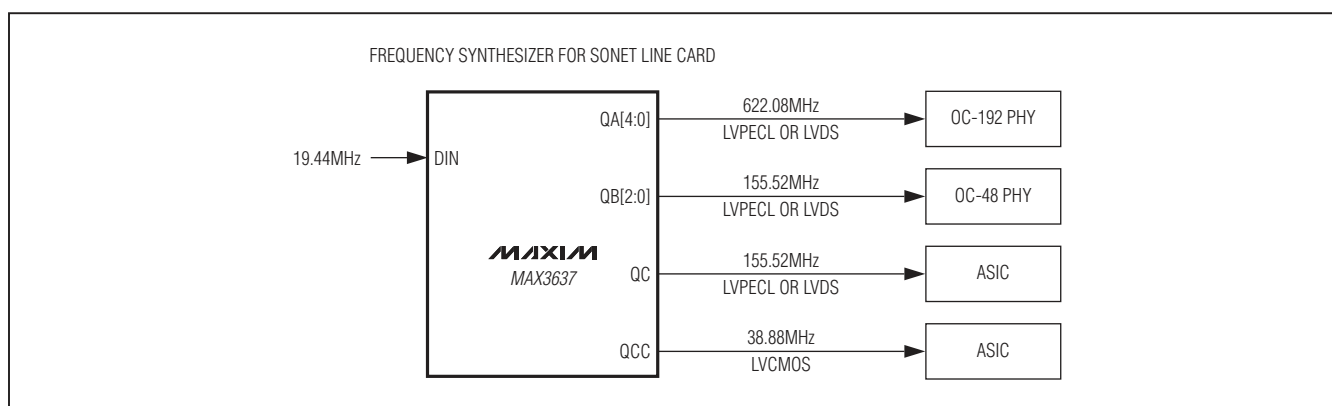 FREQUENCY SYNTHESIZER FOR SONET LINE CARD
19.44MHz
DIN
MAXIM
MAX3637
QA[4:0]
622.08MHz
LVPECL OR LVDS
OC-192 PHY
QB[2:0]
155.52MHz
LVPECL OR LVDS
OC-48 PHY
QC
155.52MHz
LVPECL OR LVDS
ASIC
QCC
38.88MHz
LVCMOS
ASIC